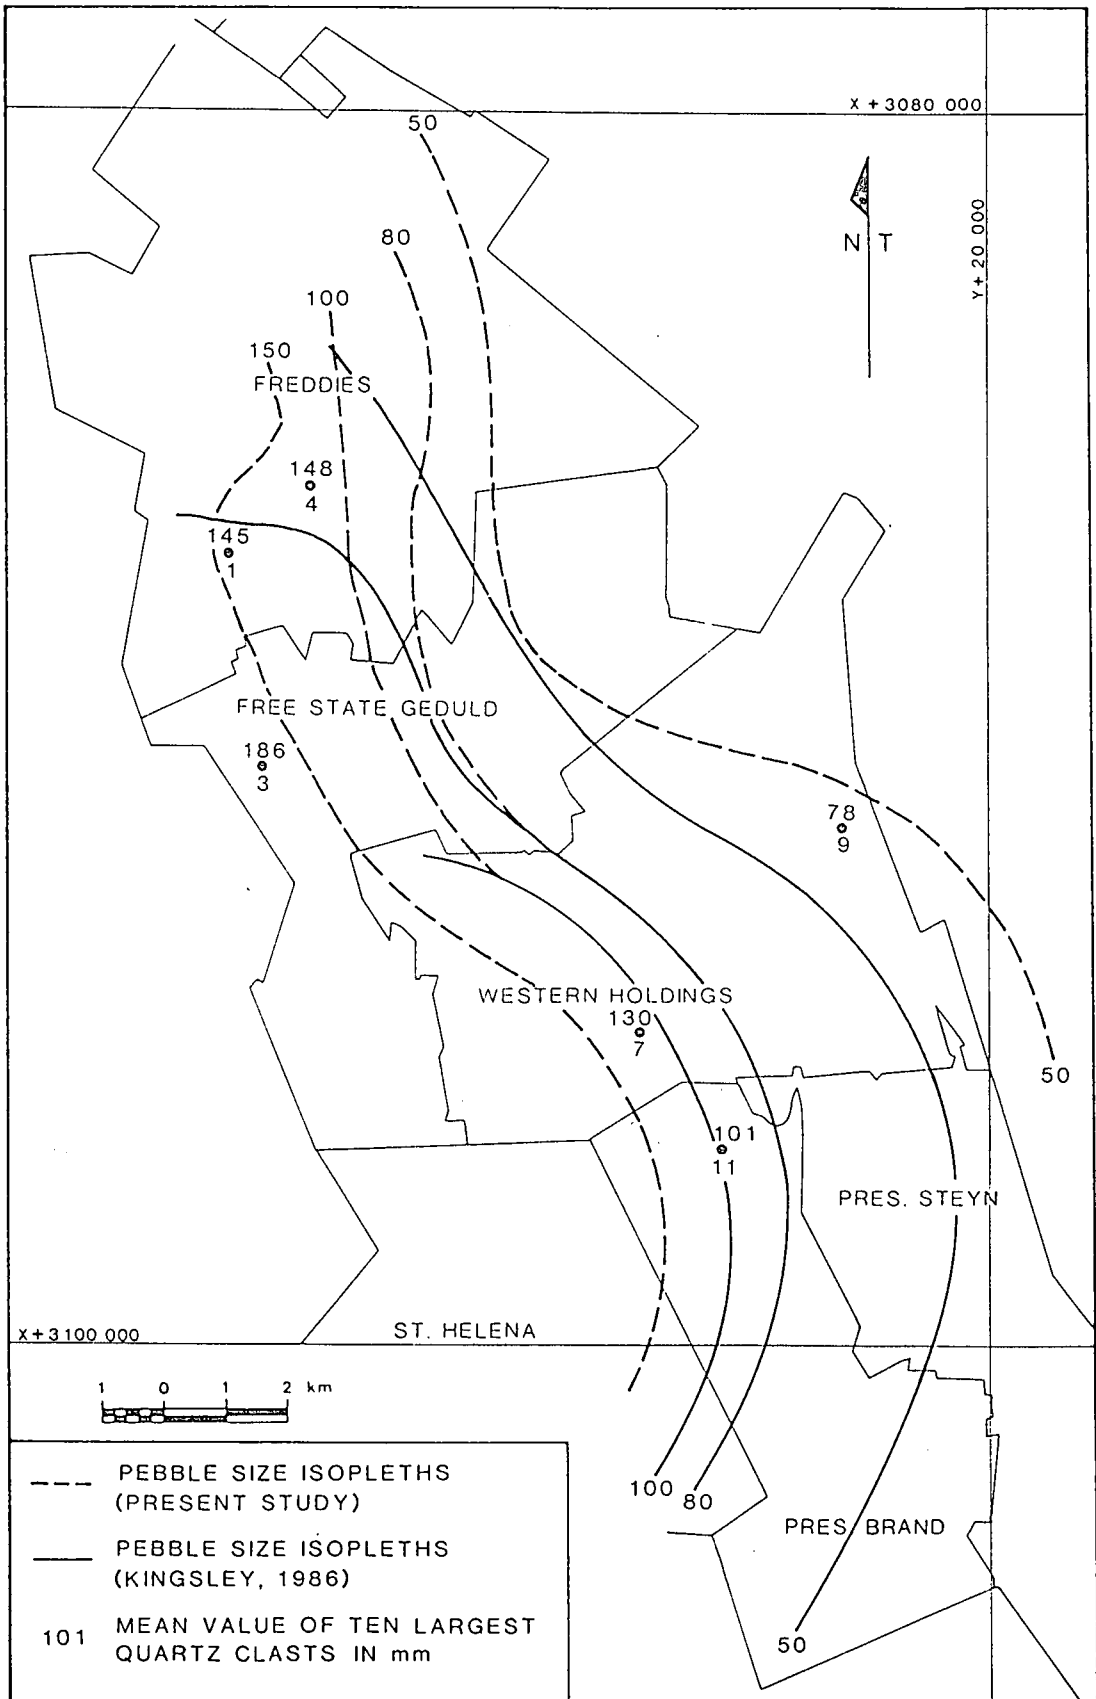 X + 3080 000
50
Y + 20 000
N T
80
100
150
FREDDIES
148
4
145
1
FREE STATE GEDULD
186
3
78
9
WESTERN HOLDINGS
130
7
50
101
11
PRES. STEYN
X + 3100 000
ST. HELENA
1 0 1 2 km
100
80
PRES. BRAND
50
PEBBLE SIZE ISOPLETHS
(PRESENT STUDY)
PEBBLE SIZE ISOPLETHS
(KINGSLEY, 1986)
101 MEAN VALUE OF TEN LARGEST
QUARTZ CLASTS IN mm